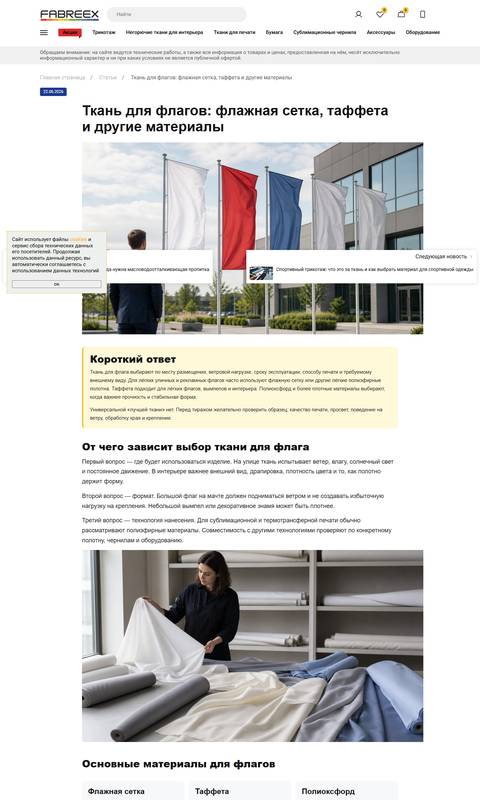 FABREEX
Найти
0
0
Акции
Трикотаж
Негорючие ткани для интерьера
Ткани для печати
Бумага
Сублимационные чернила
Аксессуары
Оборудование
Обращаем внимание: на сайте ведутся технические работы, а также вся информация о товарах и ценах, предоставленная на нём, несёт исключительно
информационный характер и ни при каких условиях не является публичной офертой.
Главная страница / Статьи / Ткань для флагов: флажная сетка, таффета и другие материалы
22.06.2026
Ткань для флагов: флажная сетка, таффета
и другие материалы
Сайт использует файлы cookies и
сервис сбора технических данных
его посетителей. Продолжая
использовать данный ресурс, вы
автоматически соглашаетесь с
использованием данных технологий
ОК
да нужна масловодоотталкивающая пропитка
Следующая новость
Спортивный трикотаж: что это за ткань и как выбрать материал для спортивной одежды
Короткий ответ
Ткань для флага выбирают по месту размещения, ветровой нагрузке, сроку эксплуатации, способу печати и требуемому
внешнему виду. Для лёгких уличных и рекламных флагов часто используют флажную сетку или другие лёгкие полиэфирные
полотна. Таффета подходит для лёгких флагов, вымпелов и интерьера. Полиоксфорд и более плотные материалы выбирают,
когда важнее прочность и стабильная форма.
Универсальной «лучшей ткани» нет. Перед тиражом желательно проверить образец: качество печати, просвет, поведение на
ветру, обработку края и крепления.
От чего зависит выбор ткани для флага
Первый вопрос — где будет использоваться изделие. На улице ткань испытывает ветер, влагу, солнечный свет
и постоянное движение. В интерьере важнее внешний вид, драпировка, плотность цвета и то, как полотно
держит форму.
Второй вопрос — формат. Большой флаг на мачте должен подниматься ветром и не создавать избыточную
нагрузку на крепления. Небольшой вымпел или декоративное знамя может быть плотнее.
Третий вопрос — технология нанесения. Для сублимационной и термотрансферной печати обычно
рассматривают полиэфирные материалы. Совместимость с другими технологиями проверяют по конкретному
полотну, чернилам и оборудованию.
Основные материалы для флагов
Флажная сетка
Таффета
Полиоксфорд